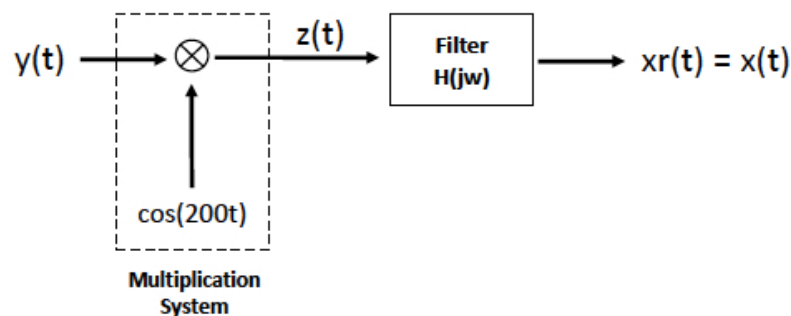 y(t)
z(t)
Filter
H(jw)
xr(t) = x(t)
cos(200t)
Multiplication
System